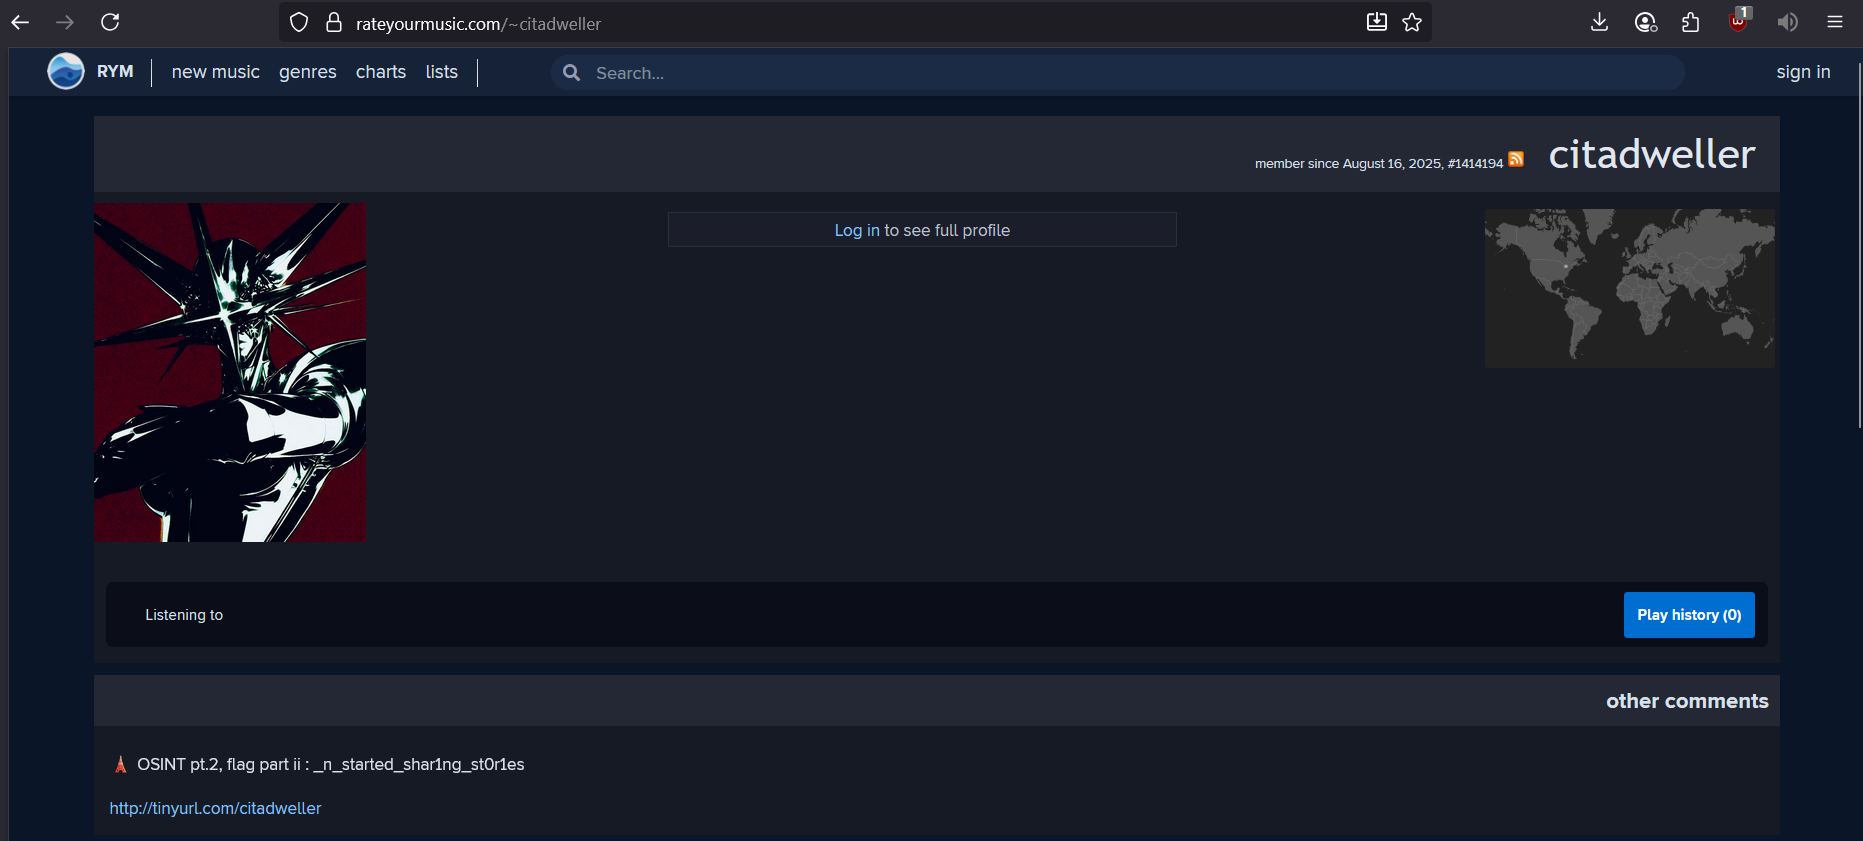 rateyourmusic.com/~citadweller
1
RYM new music genres charts lists Search... sign in
member since August 16, 2025, #1414194 citadweller
Log in to see full profile
Listening to Play history (0)
other comments
OSINT pt.2, flag part ii : _n_started_shar1ng_st0r1es
http://tinyurl.com/citadweller